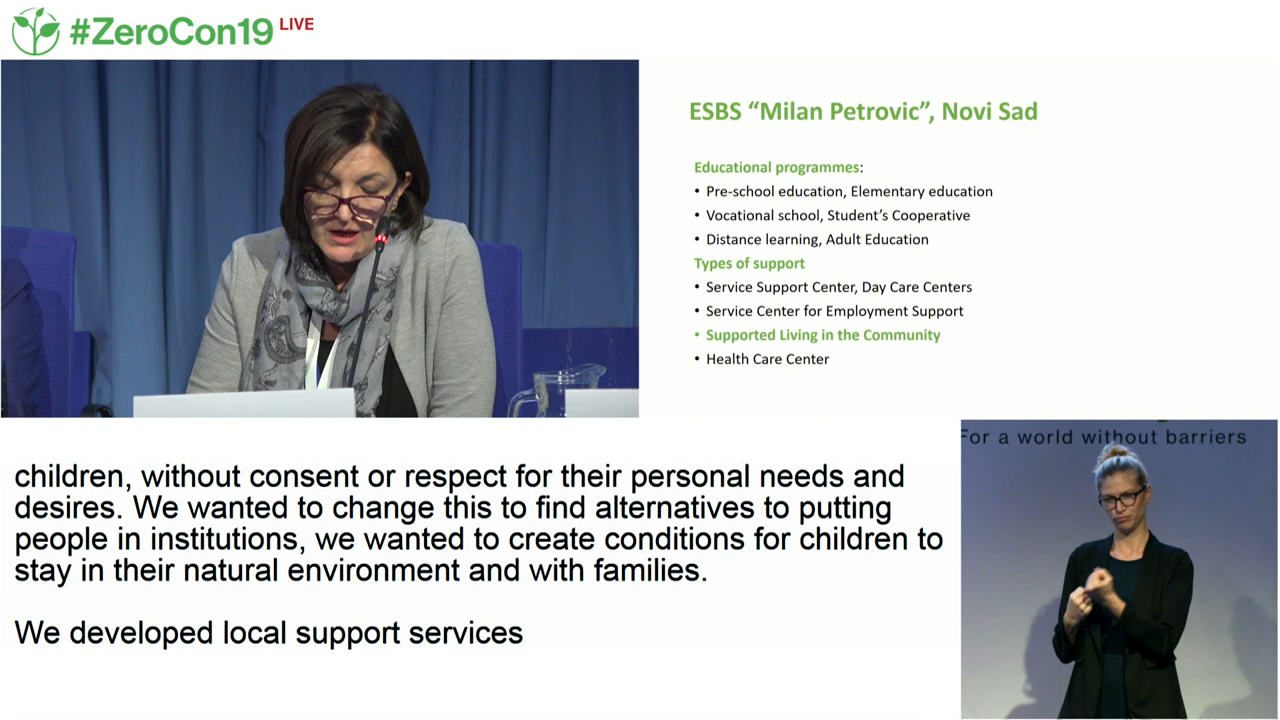 #ZeroCon19 LIVE
ESBS “Milan Petrovic”, Novi Sad
Educational programmes:
• Pre-school education, Elementary education
• Vocational school, Student’s Cooperative
• Distance learning, Adult Education
Types of support
• Service Support Center, Day Care Centers
• Service Center for Employment Support
• Supported Living in the Community
• Health Care Center
children, without consent or respect for their personal needs and
desires. We wanted to change this to find alternatives to putting
people in institutions, we wanted to create conditions for children to
stay in their natural environment and with families.
We developed local support services
For a world without barriers